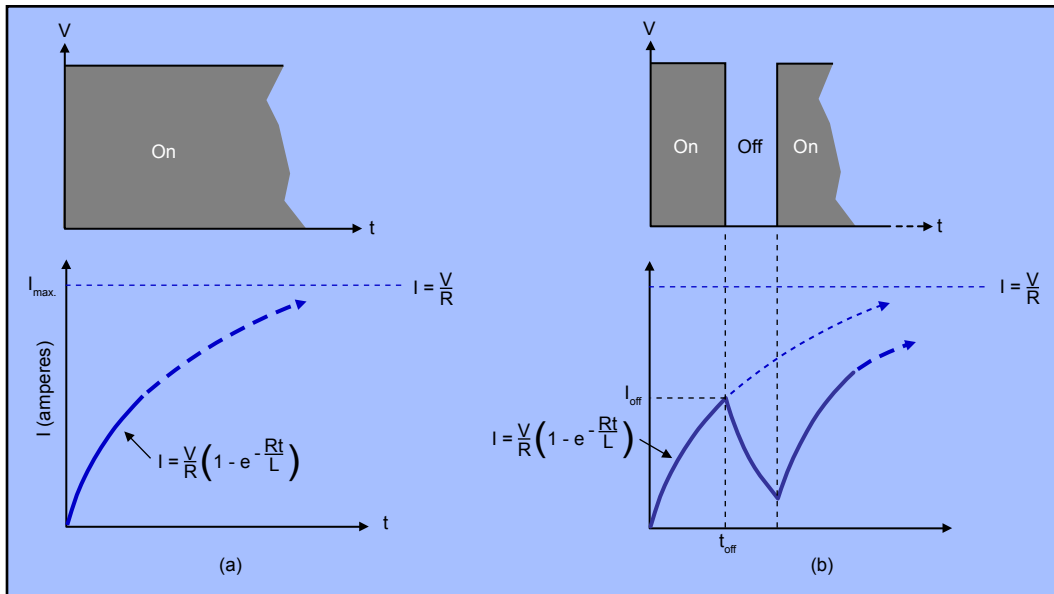 V
On
t
I = V/R
I max.
I (amperes)
I = V/R (1 - e^-Rt/L)
t
(a)
V
On Off On
t
I = V/R
I off
I = V/R (1 - e^-Rt/L)
t off
(b)